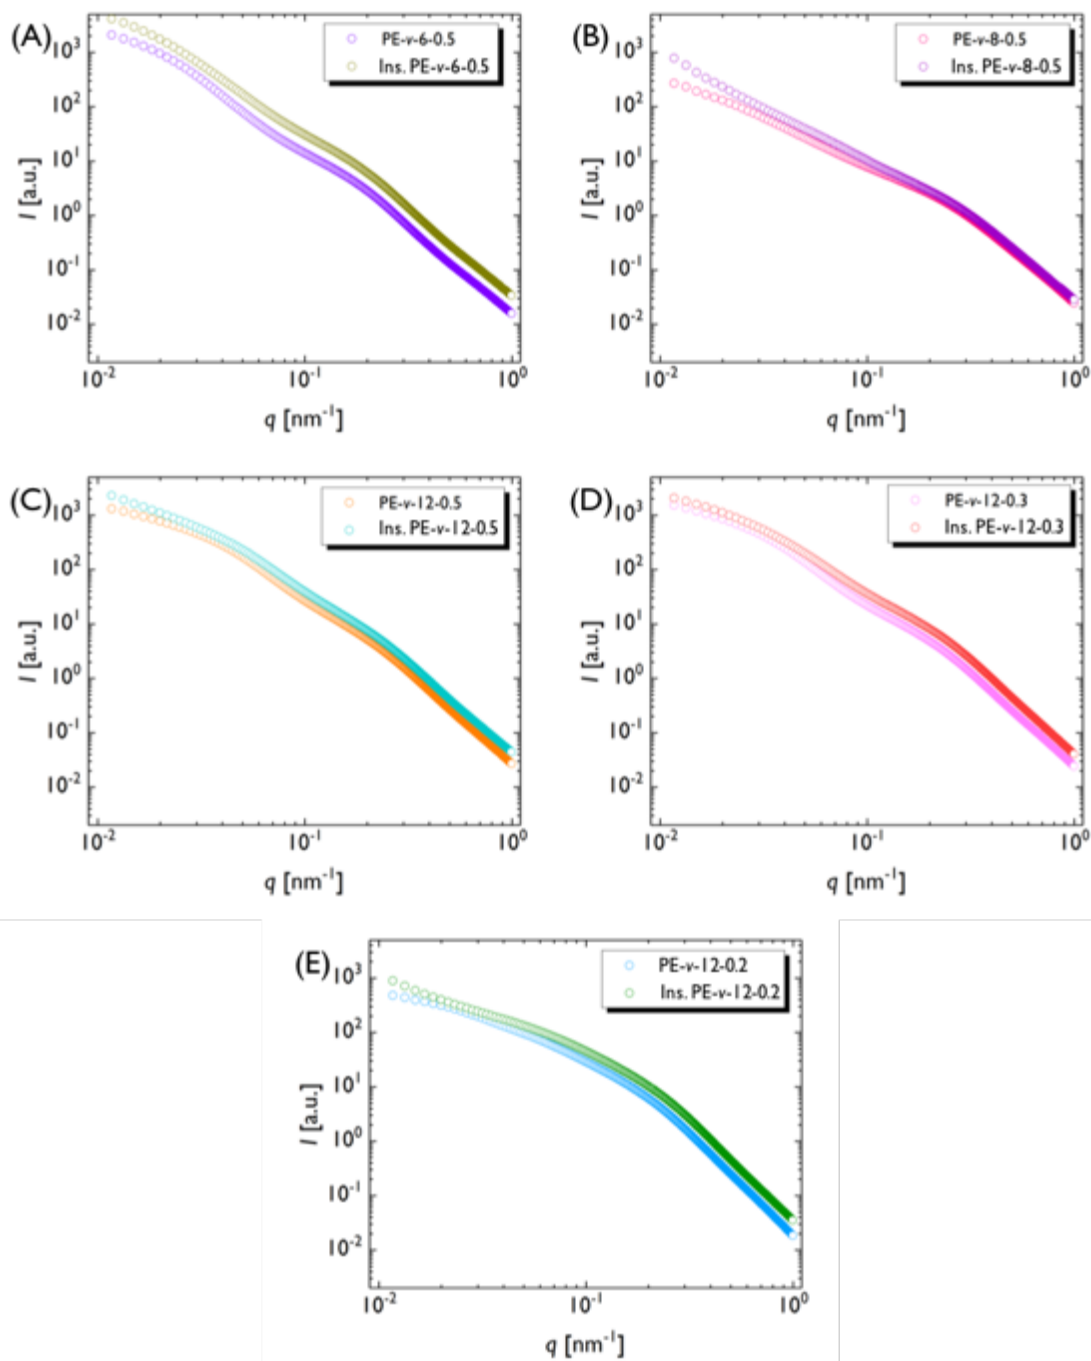 (A)
PE-v-6-0.5
Ins. PE-v-6-0.5
10³
10²
10¹
10⁰
10⁻¹
10⁻²
I [a.u.]
10⁻² 10⁻¹ 10⁰
q [nm⁻¹]
(B)
PE-v-8-0.5
Ins. PE-v-8-0.5
10³
10²
10¹
10⁰
10⁻¹
10⁻²
I [a.u.]
10⁻² 10⁻¹ 10⁰
q [nm⁻¹]
(C)
PE-v-12-0.5
Ins. PE-v-12-0.5
10³
10²
10¹
10⁰
10⁻¹
10⁻²
I [a.u.]
10⁻² 10⁻¹ 10⁰
q [nm⁻¹]
(D)
PE-v-12-0.3
Ins. PE-v-12-0.3
10³
10²
10¹
10⁰
10⁻¹
10⁻²
I [a.u.]
10⁻² 10⁻¹ 10⁰
q [nm⁻¹]
(E)
PE-v-12-0.2
Ins. PE-v-12-0.2
10³
10²
10¹
10⁰
10⁻¹
10⁻²
I [a.u.]
10⁻² 10⁻¹ 10⁰
q [nm⁻¹]